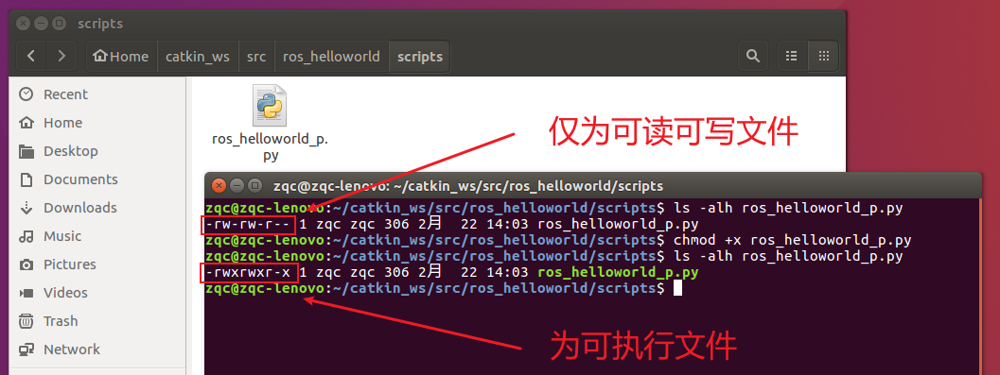 scripts
Home catkin_ws src ros_helloworld scripts
Recent
Home
Desktop
Documents
Downloads
Music
Pictures
Videos
Trash
Network
ros_helloworld_p.
py
仅为可读可写文件
zqc@zqc-lenovo: ~/catkin_ws/src/ros_helloworld/scripts
zqc@zqc-lenovo:~/catkin_ws/src/ros_helloworld/scripts$ ls -alh ros_helloworld_p.py
-rw-rw-r-- 1 zqc zqc 306 2月 22 14:03 ros_helloworld_p.py
zqc@zqc-lenovo:~/catkin_ws/src/ros_helloworld/scripts$ chmod +x ros_helloworld_p.py
zqc@zqc-lenovo:~/catkin_ws/src/ros_helloworld/scripts$ ls -alh ros_helloworld_p.py
-rwxrwxr-x 1 zqc zqc 306 2月 22 14:03 ros_helloworld_p.py
zqc@zqc-lenovo:~/catkin_ws/src/ros_helloworld/scripts$
为可执行文件